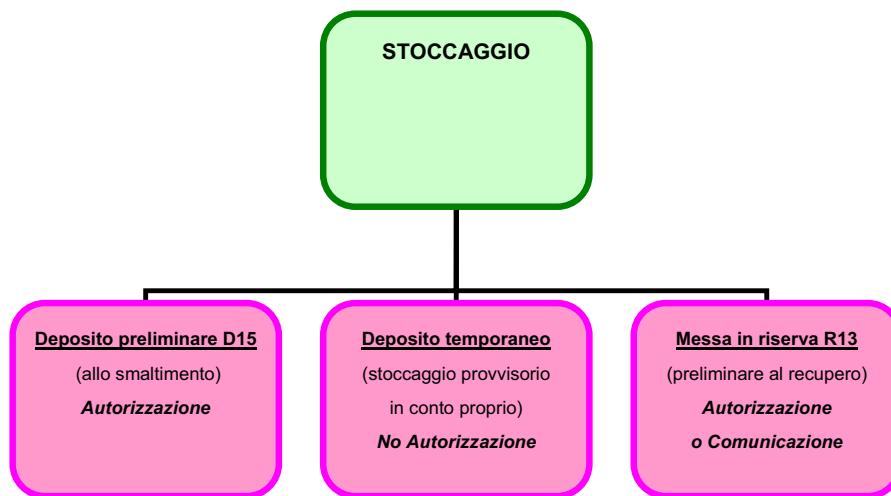 STOCCAGGIO
Deposito preliminare D15
(allo smaltimento)
Autorizzazione
Deposito temporaneo
(stoccaggio provvisorio
in conto proprio)
No Autorizzazione
Messa in riserva R13
(preliminare al recupero)
Autorizzazione
o Comunicazione